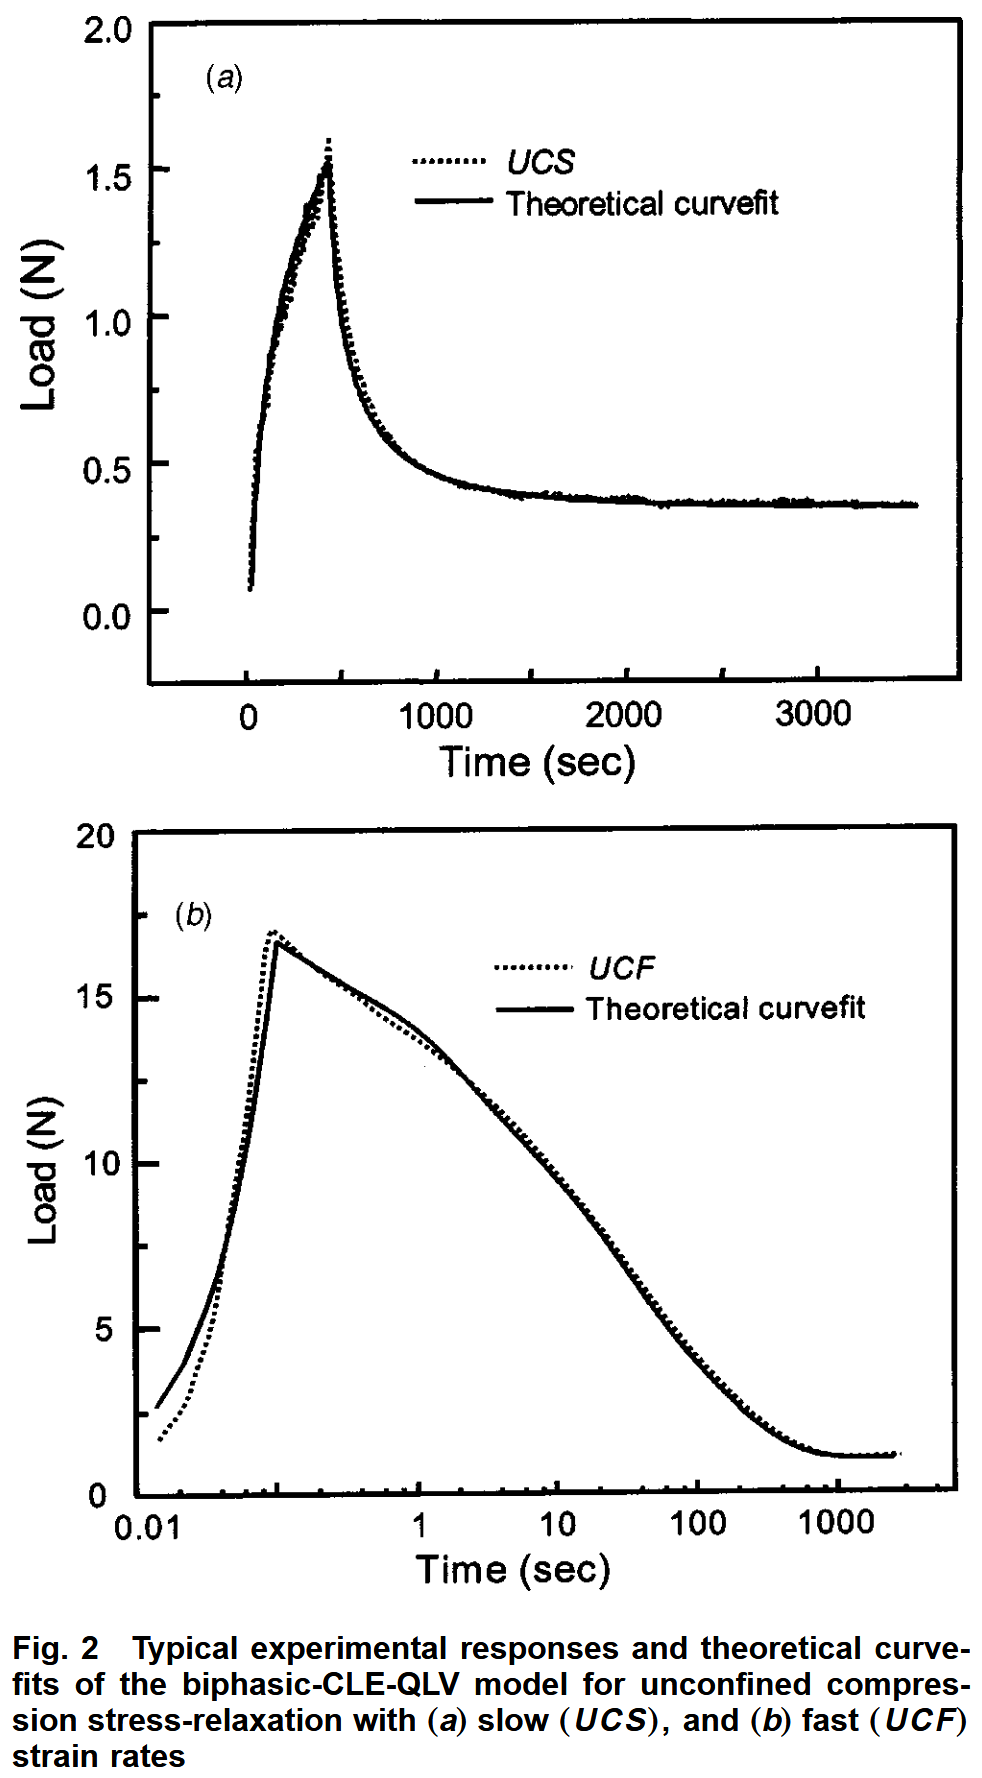 2.0
(a)
1.5
UCS
Theoretical curvefit
1.0
0.5
0.0
Load (N)
0 1000 2000 3000
Time (sec)
20
(b)
15
UCF
Theoretical curvefit
10
5
0
Load (N)
0.01 1 10 100 1000
Time (sec)
Fig. 2 Typical experimental responses and theoretical curve-
fits of the biphasic-CLE-QLV model for unconfined compres-
sion stress-relaxation with (a) slow (UCS), and (b) fast (UCF)
strain rates